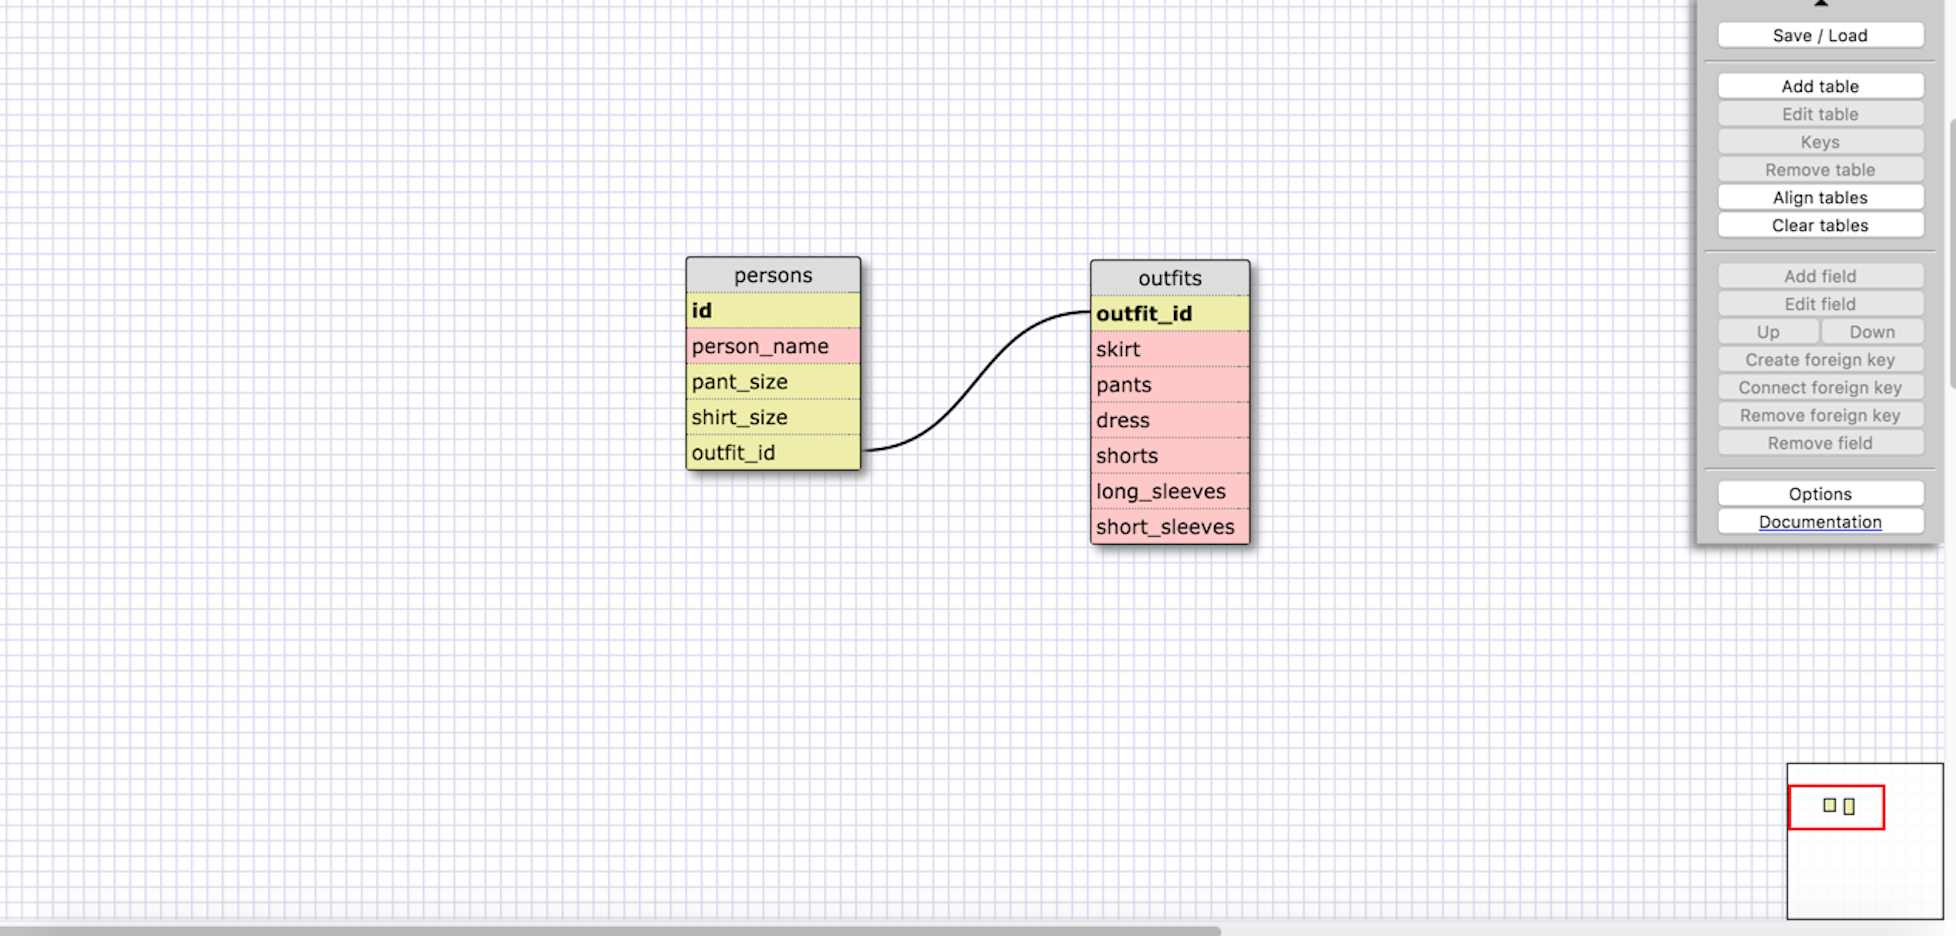 persons
id
person_name
pant_size
shirt_size
outfit_id
outfits
outfit_id
skirt
pants
dress
shorts
long_sleeves
short_sleeves
Save / Load
Add table
Edit table
Keys
Remove table
Align tables
Clear tables
Add field
Edit field
Up Down
Create foreign key
Connect foreign key
Remove foreign key
Remove field
Options
Documentation